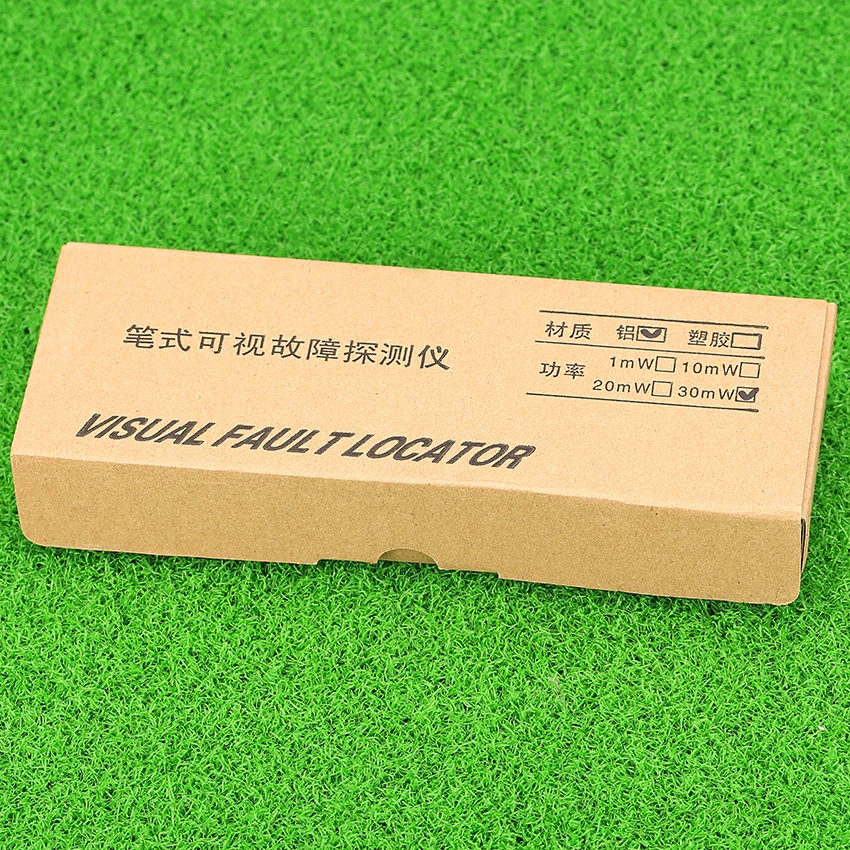 笔式可视故障探测仪
VISUAL FAULT LOCATOR
材质 铝☑ 塑胶☐
功率 1mW☐ 10mW☐
20mW☐ 30mW☑